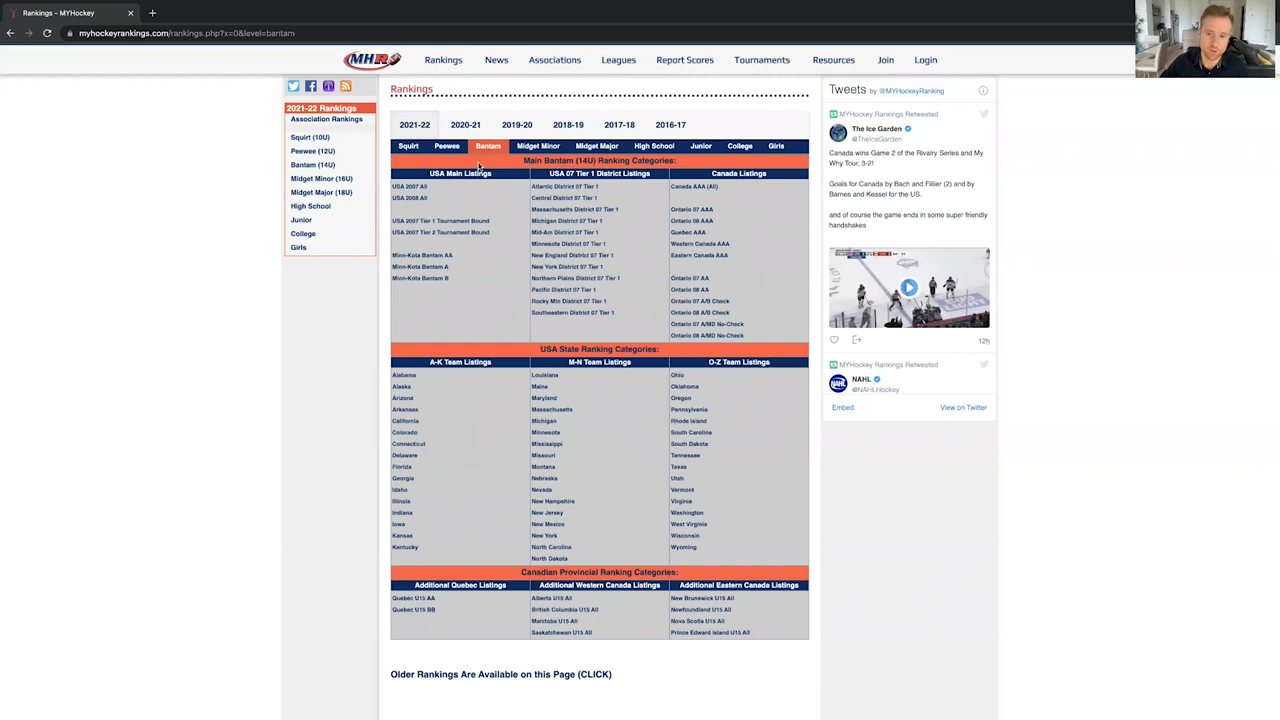 Rankings - MYHockey
myhockeyrankings.com/rankings.php?x=0&level=bantam
MHR
Rankings News Associations Leagues Report Scores Tournaments Resources Join Login
2021-22 Rankings
Association Rankings
Squirt (10U)
Peewee (12U)
Bantam (14U)
Midget Minor (16U)
Midget Major (18U)
High School
Junior
College
Girls
Rankings
2021-22 2020-21 2019-20 2018-19 2017-18 2016-17
Squirt Peewee Bantam Midget Minor Midget Major High School Junior College Girls
Main Bantam (14U) Ranking Categories:
USA Main Listings
USA 2007 All
USA 2008 All
USA 2007 Tier 1 Tournament Bound
USA 2007 Tier 2 Tournament Bound
Minn-Kota Bantam AA
Minn-Kota Bantam A
Minn-Kota Bantam B
USA 07 Tier 1 District Listings
Atlantic District 07 Tier 1
Central District 07 Tier 1
Massachusetts District 07 Tier 1
Michigan District 07 Tier 1
Mid-Am District 07 Tier 1
Minnesota District 07 Tier 1
New England District 07 Tier 1
New York District 07 Tier 1
Northern Plains District 07 Tier 1
Pacific District 07 Tier 1
Rocky Mtn District 07 Tier 1
Southeastern District 07 Tier 1
Canada Listings
Canada AAA (All)
Ontario 07 AAA
Ontario 08 AAA
Quebec AAA
Western Canada AAA
Eastern Canada AAA
Ontario 07 AA
Ontario 08 AA
Ontario 07 A/B Check
Ontario 08 A/B Check
Ontario 07 A/MD No-Check
Ontario 08 A/MD No-Check
USA State Ranking Categories:
A-K Team Listings
Alabama
Alaska
Arizona
Arkansas
California
Colorado
Connecticut
Delaware
Florida
Georgia
Idaho
Illinois
Indiana
Iowa
Kansas
Kentucky
M-N Team Listings
Louisiana
Maine
Maryland
Massachusetts
Michigan
Minnesota
Mississippi
Missouri
Montana
Nebraska
Nevada
New Hampshire
New Jersey
New Mexico
New York
North Carolina
North Dakota
O-Z Team Listings
Ohio
Oklahoma
Oregon
Pennsylvania
Rhode Island
South Carolina
South Dakota
Tennessee
Texas
Utah
Vermont
Virginia
Washington
West Virginia
Wisconsin
Wyoming
Canadian Provincial Ranking Categories:
Additional Quebec Listings
Quebec U15 AA
Quebec U15 BB
Additional Western Canada Listings
Alberta U15 All
British Columbia U15 All
Manitoba U15 All
Saskatchewan U15 All
Additional Eastern Canada Listings
New Brunswick U15 All
Newfoundland U15 All
Nova Scotia U15 All
Prince Edward Island U15 All
Older Rankings Are Available on this Page (CLICK)
Tweets by @MYHockeyRanking
MYHockey Rankings Retweeted
The Ice Garden
@TheIceGarden
Canada wins Game 2 of the Rivalry Series and My
Why Tour, 3-2!
Goals for Canada by Bach and Fillier (2) and by
Barnes and Kessel for the US.
and of course the game ends in some super friendly
handshakes
12h
MYHockey Rankings Retweeted
NAHL
@NAHLHockey
Embed View on Twitter